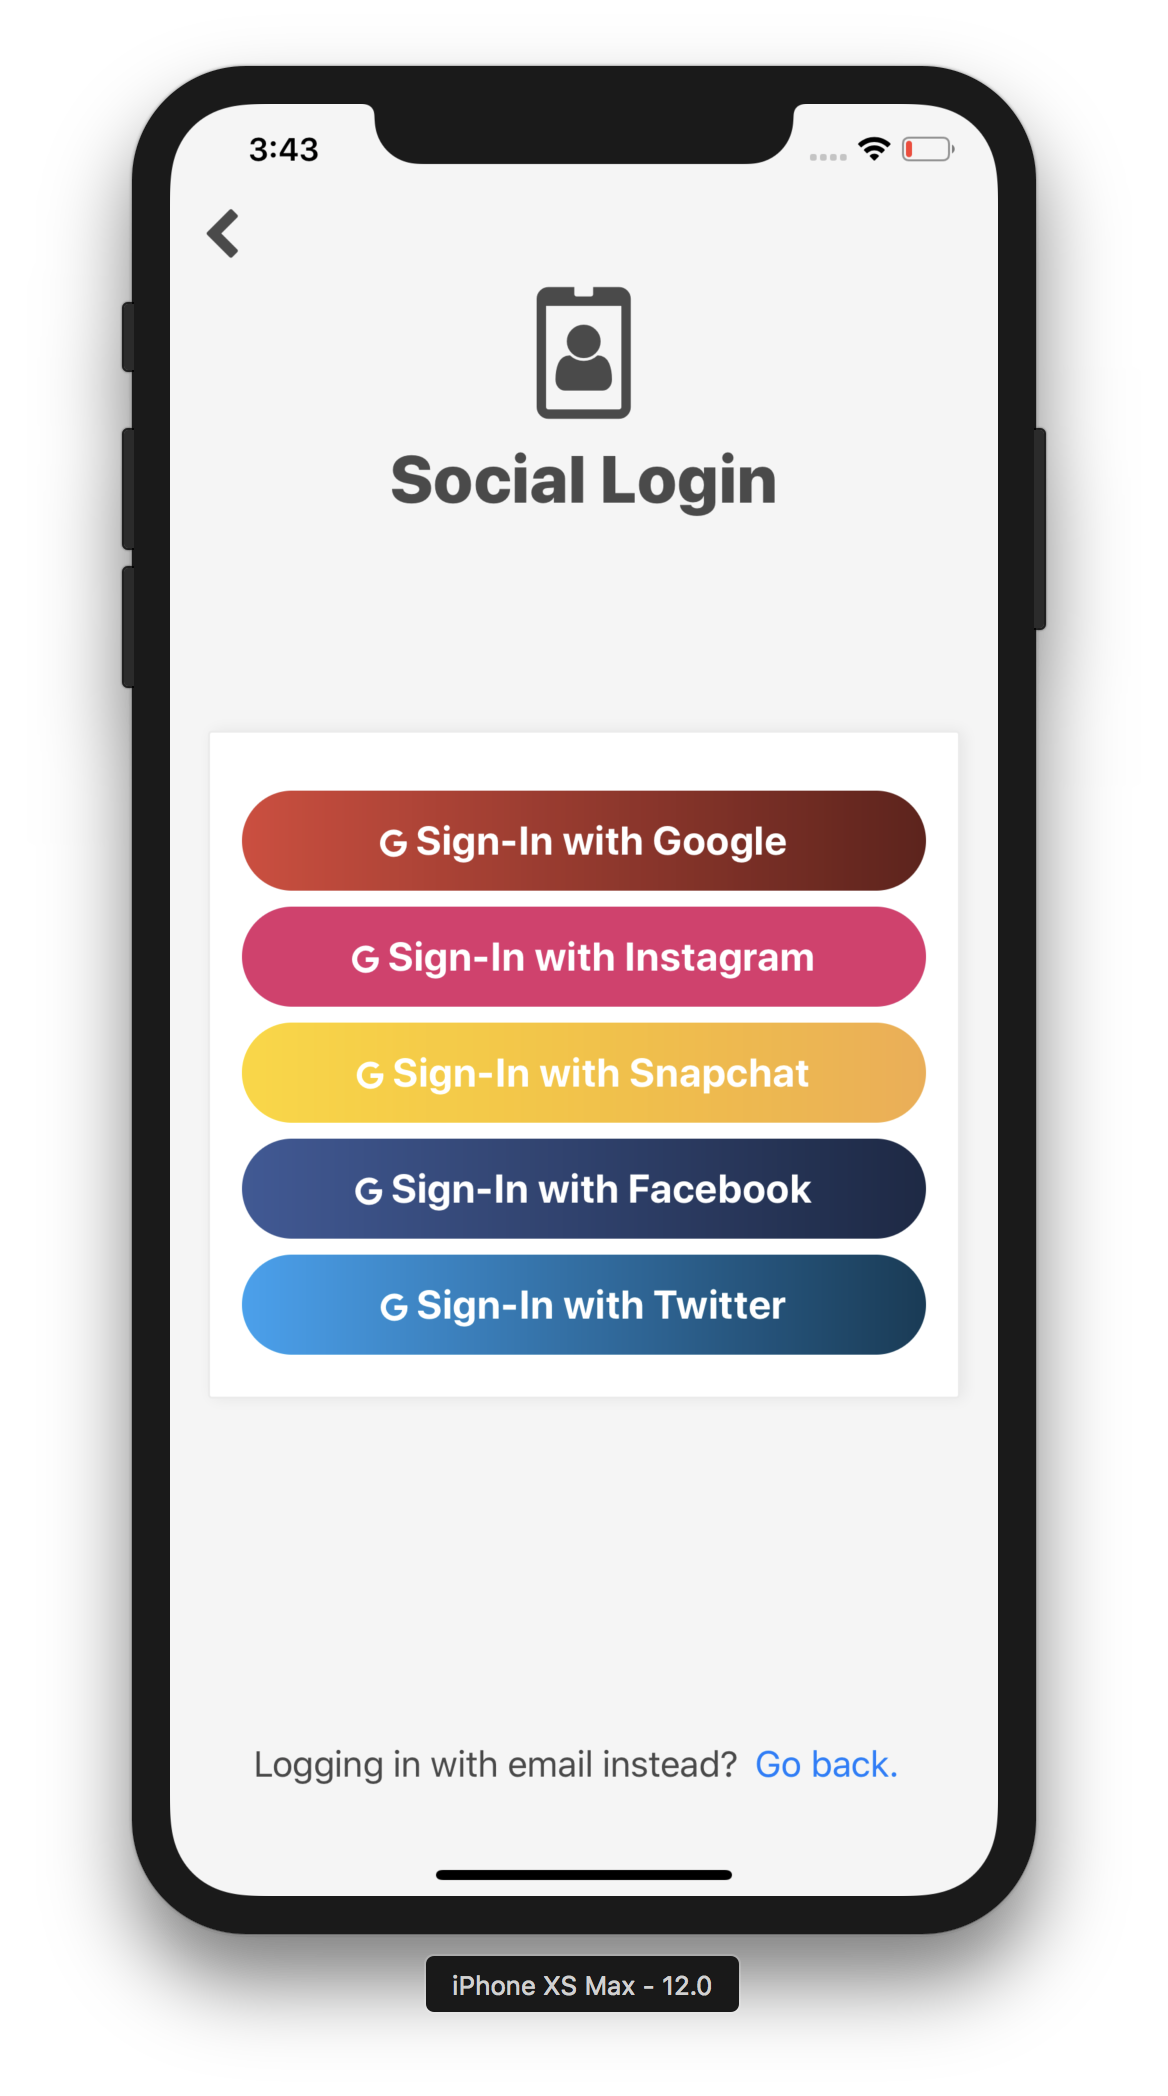 3:43
Social Login
G Sign-In with Google
G Sign-In with Instagram
G Sign-In with Snapchat
G Sign-In with Facebook
G Sign-In with Twitter
Logging in with email instead? Go back.
iPhone XS Max - 12.0